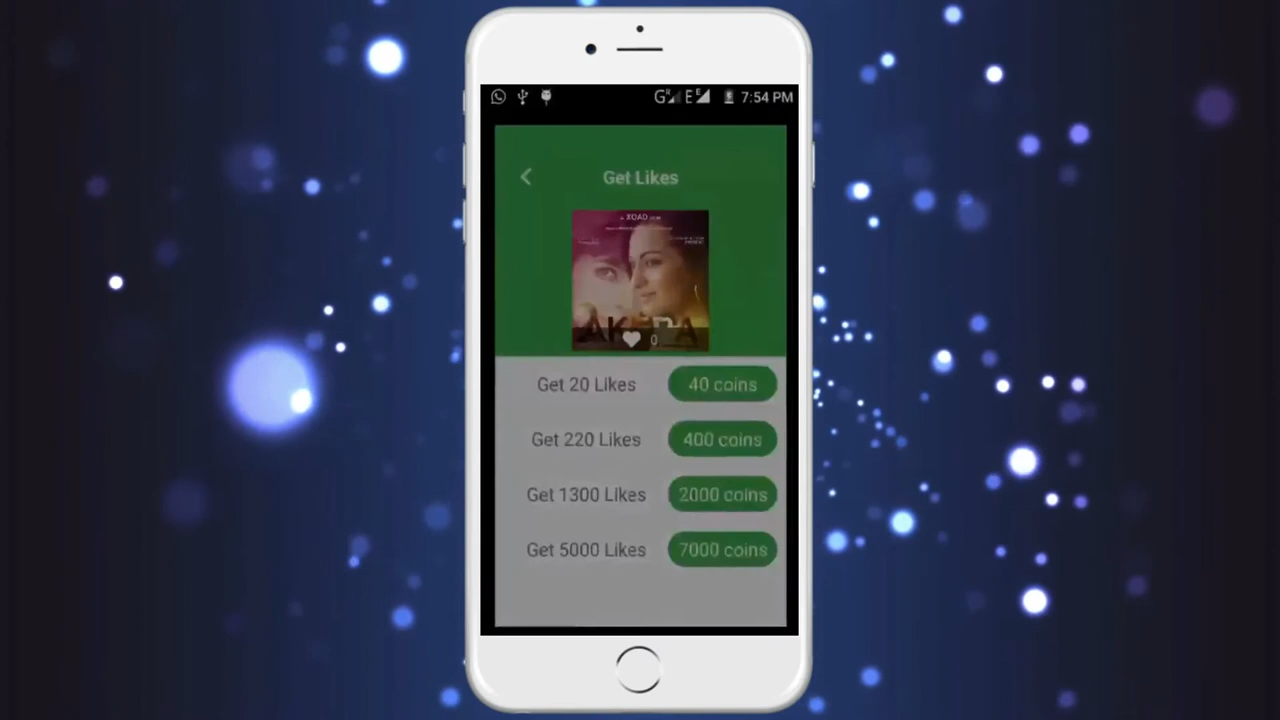 7:54 PM
Get Likes
0
Get 20 Likes 40 coins
Get 220 Likes 400 coins
Get 1300 Likes 2000 coins
Get 5000 Likes 7000 coins